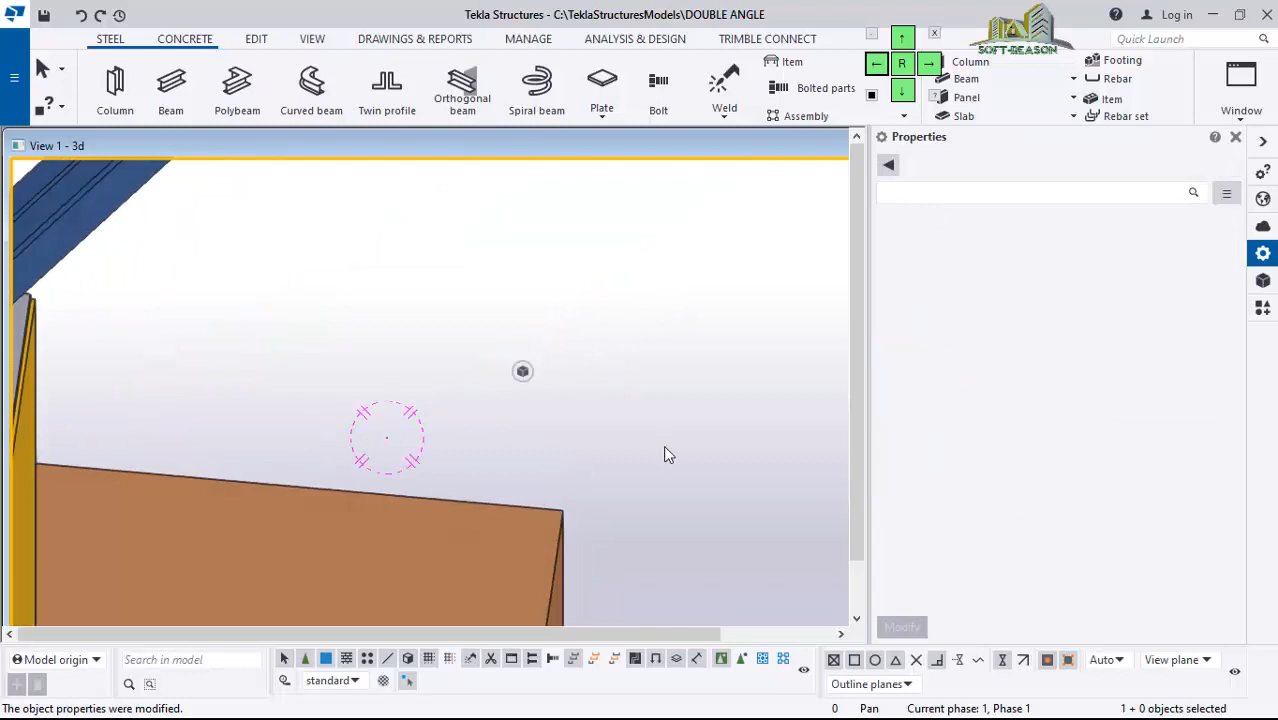 Tekla Structures - C:\TeklaStructuresModels\DOUBLE ANGLE
Log in
STEEL
CONCRETE
EDIT
VIEW
DRAWINGS & REPORTS
MANAGE
ANALYSIS & DESIGN
TRIMBLE CONNECT
SOFT-REASON
Quick Launch
Column
Beam
Polybeam
Curved beam
Twin profile
Orthogonal
beam
Spiral beam
Plate
Bolt
Weld
Item
Bolted parts
Assembly
R
X
Column
Beam
Panel
Slab
Footing
Rebar
Item
Rebar set
Window
View 1 - 3d
Properties
Modify
Model origin
Search in model
standard
Auto
View plane
Outline planes
The object properties were modified.
0
Pan
Current phase: 1, Phase 1
1 + 0 objects selected